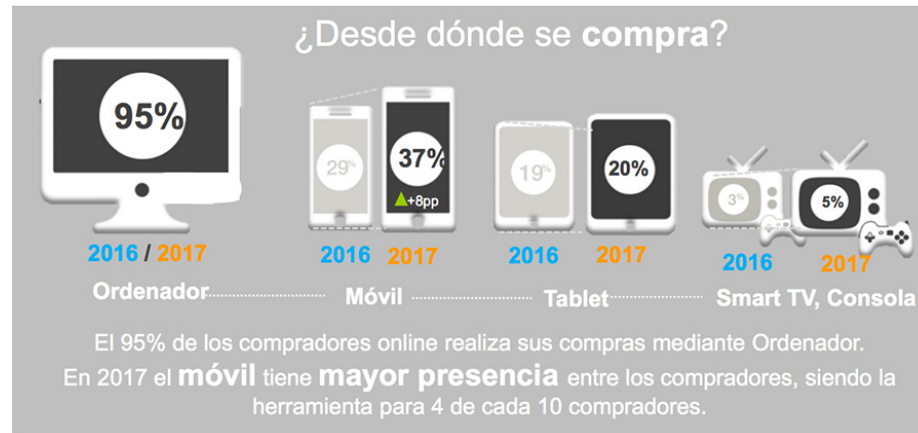 ¿Desde dónde se compra?
95%
29%
37%
+8pp
19%
20%
3%
5%
2016 / 2017
2016 2017
2016 2017
2016 2017
Ordenador
Móvil
Tablet
Smart TV, Consola
El 95% de los compradores online realiza sus compras mediante Ordenador.
En 2017 el móvil tiene mayor presencia entre los compradores, siendo la
herramienta para 4 de cada 10 compradores.